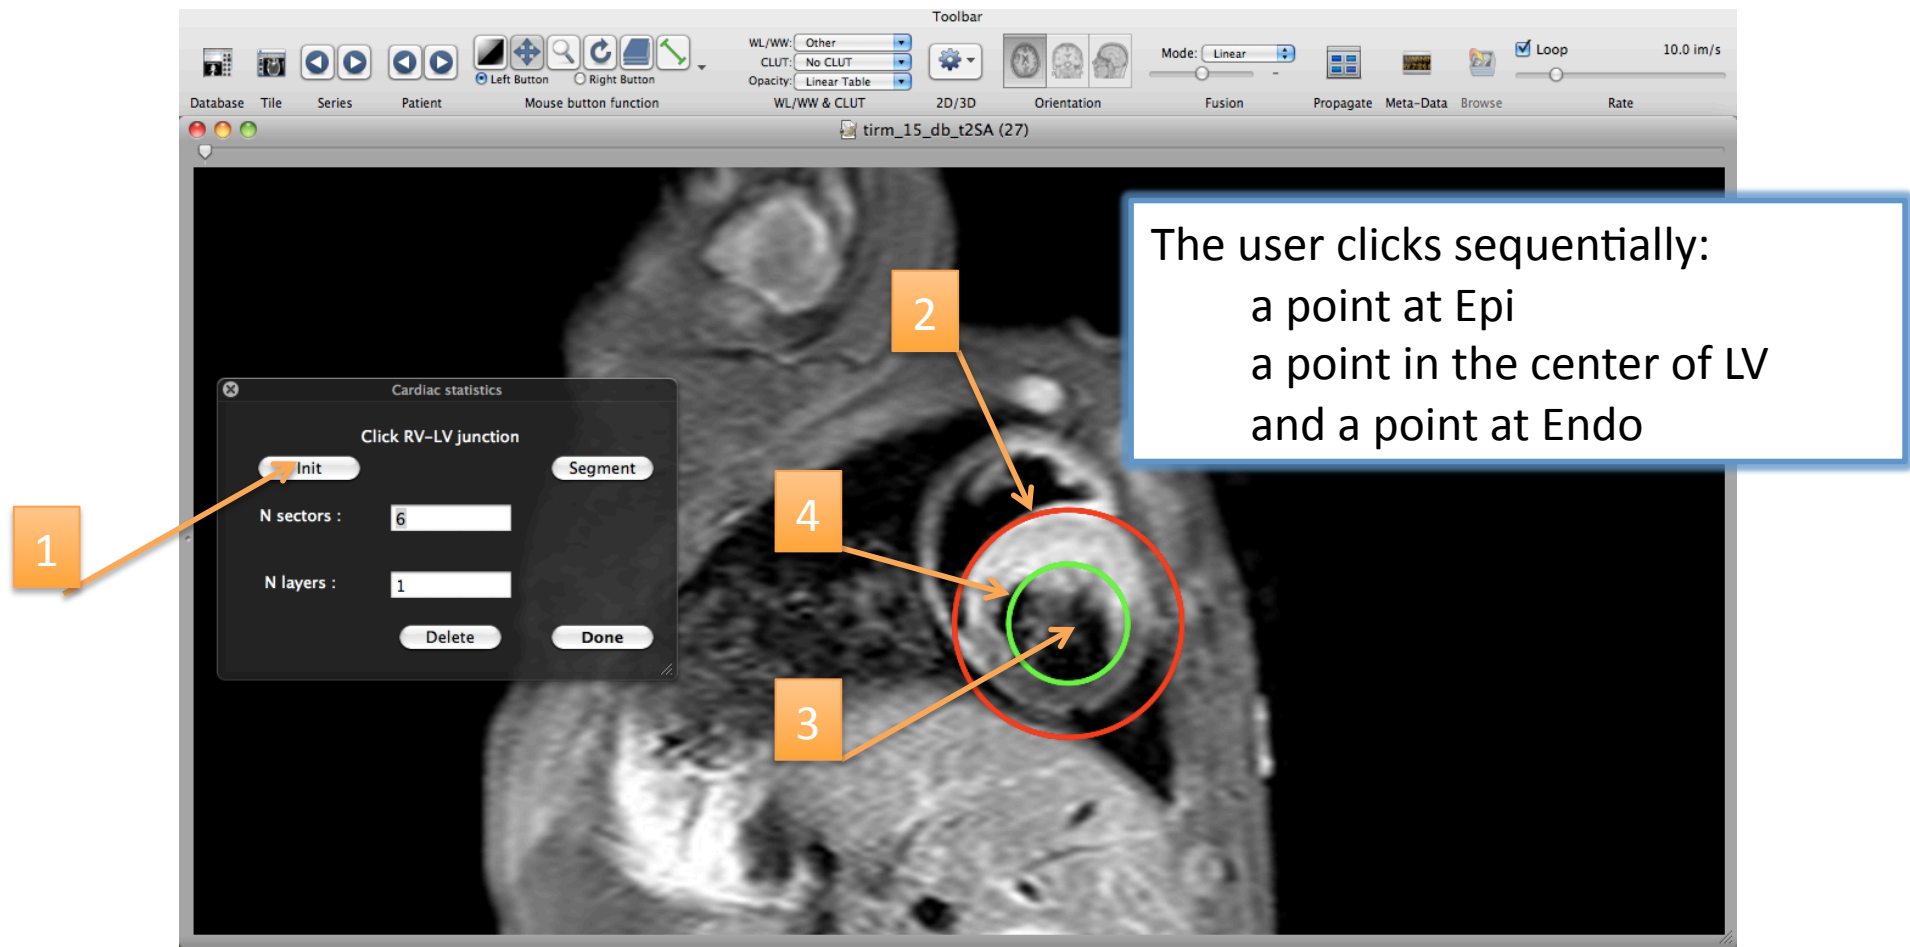 Toolbar
WL/WW: Other
CLUT: No CLUT
Opacity: Linear Table
Left Button Right Button
Mode: Linear
-
Loop 10.0 im/s
Database Tile Series Patient Mouse button function WL/WW & CLUT 2D/3D Orientation Fusion Propagate Meta-Data Browse Rate
tirm_15_db_t2SA (27)
The user clicks sequentially:
a point at Epi
a point in the center of LV
and a point at Endo
2
Cardiac statistics
Click RV-LV junction
Init Segment
N sectors : 6
4
1
N layers : 1
Delete Done
3